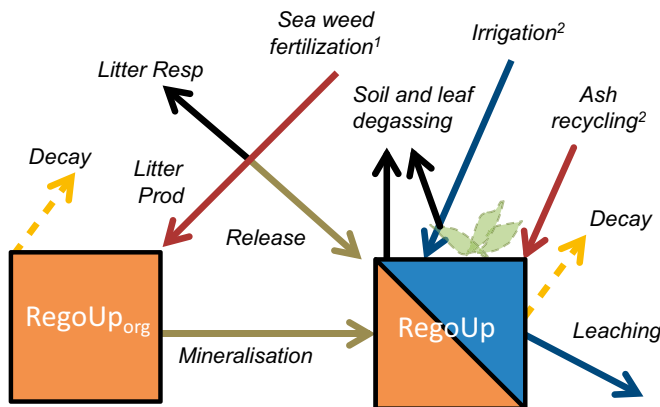 Sea weed
fertilization¹
Irrigation²
Litter Resp
Soil and leaf
degassing
Ash
recycling²
Decay
Litter
Prod
Decay
Release
RegoUp_org
RegoUp
Mineralisation
Leaching